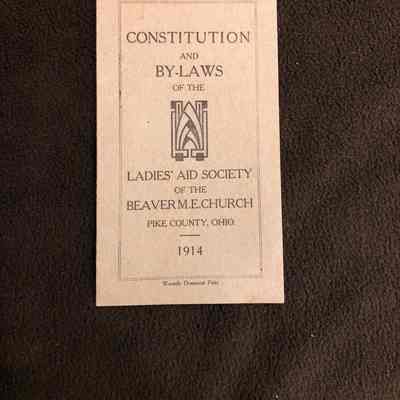 CONSTITUTION
AND
BY-LAWS
OF THE
LADIES' AID SOCIETY
OF THE
BEAVER M.E. CHURCH
PIKE COUNTY, OHIO.
1914